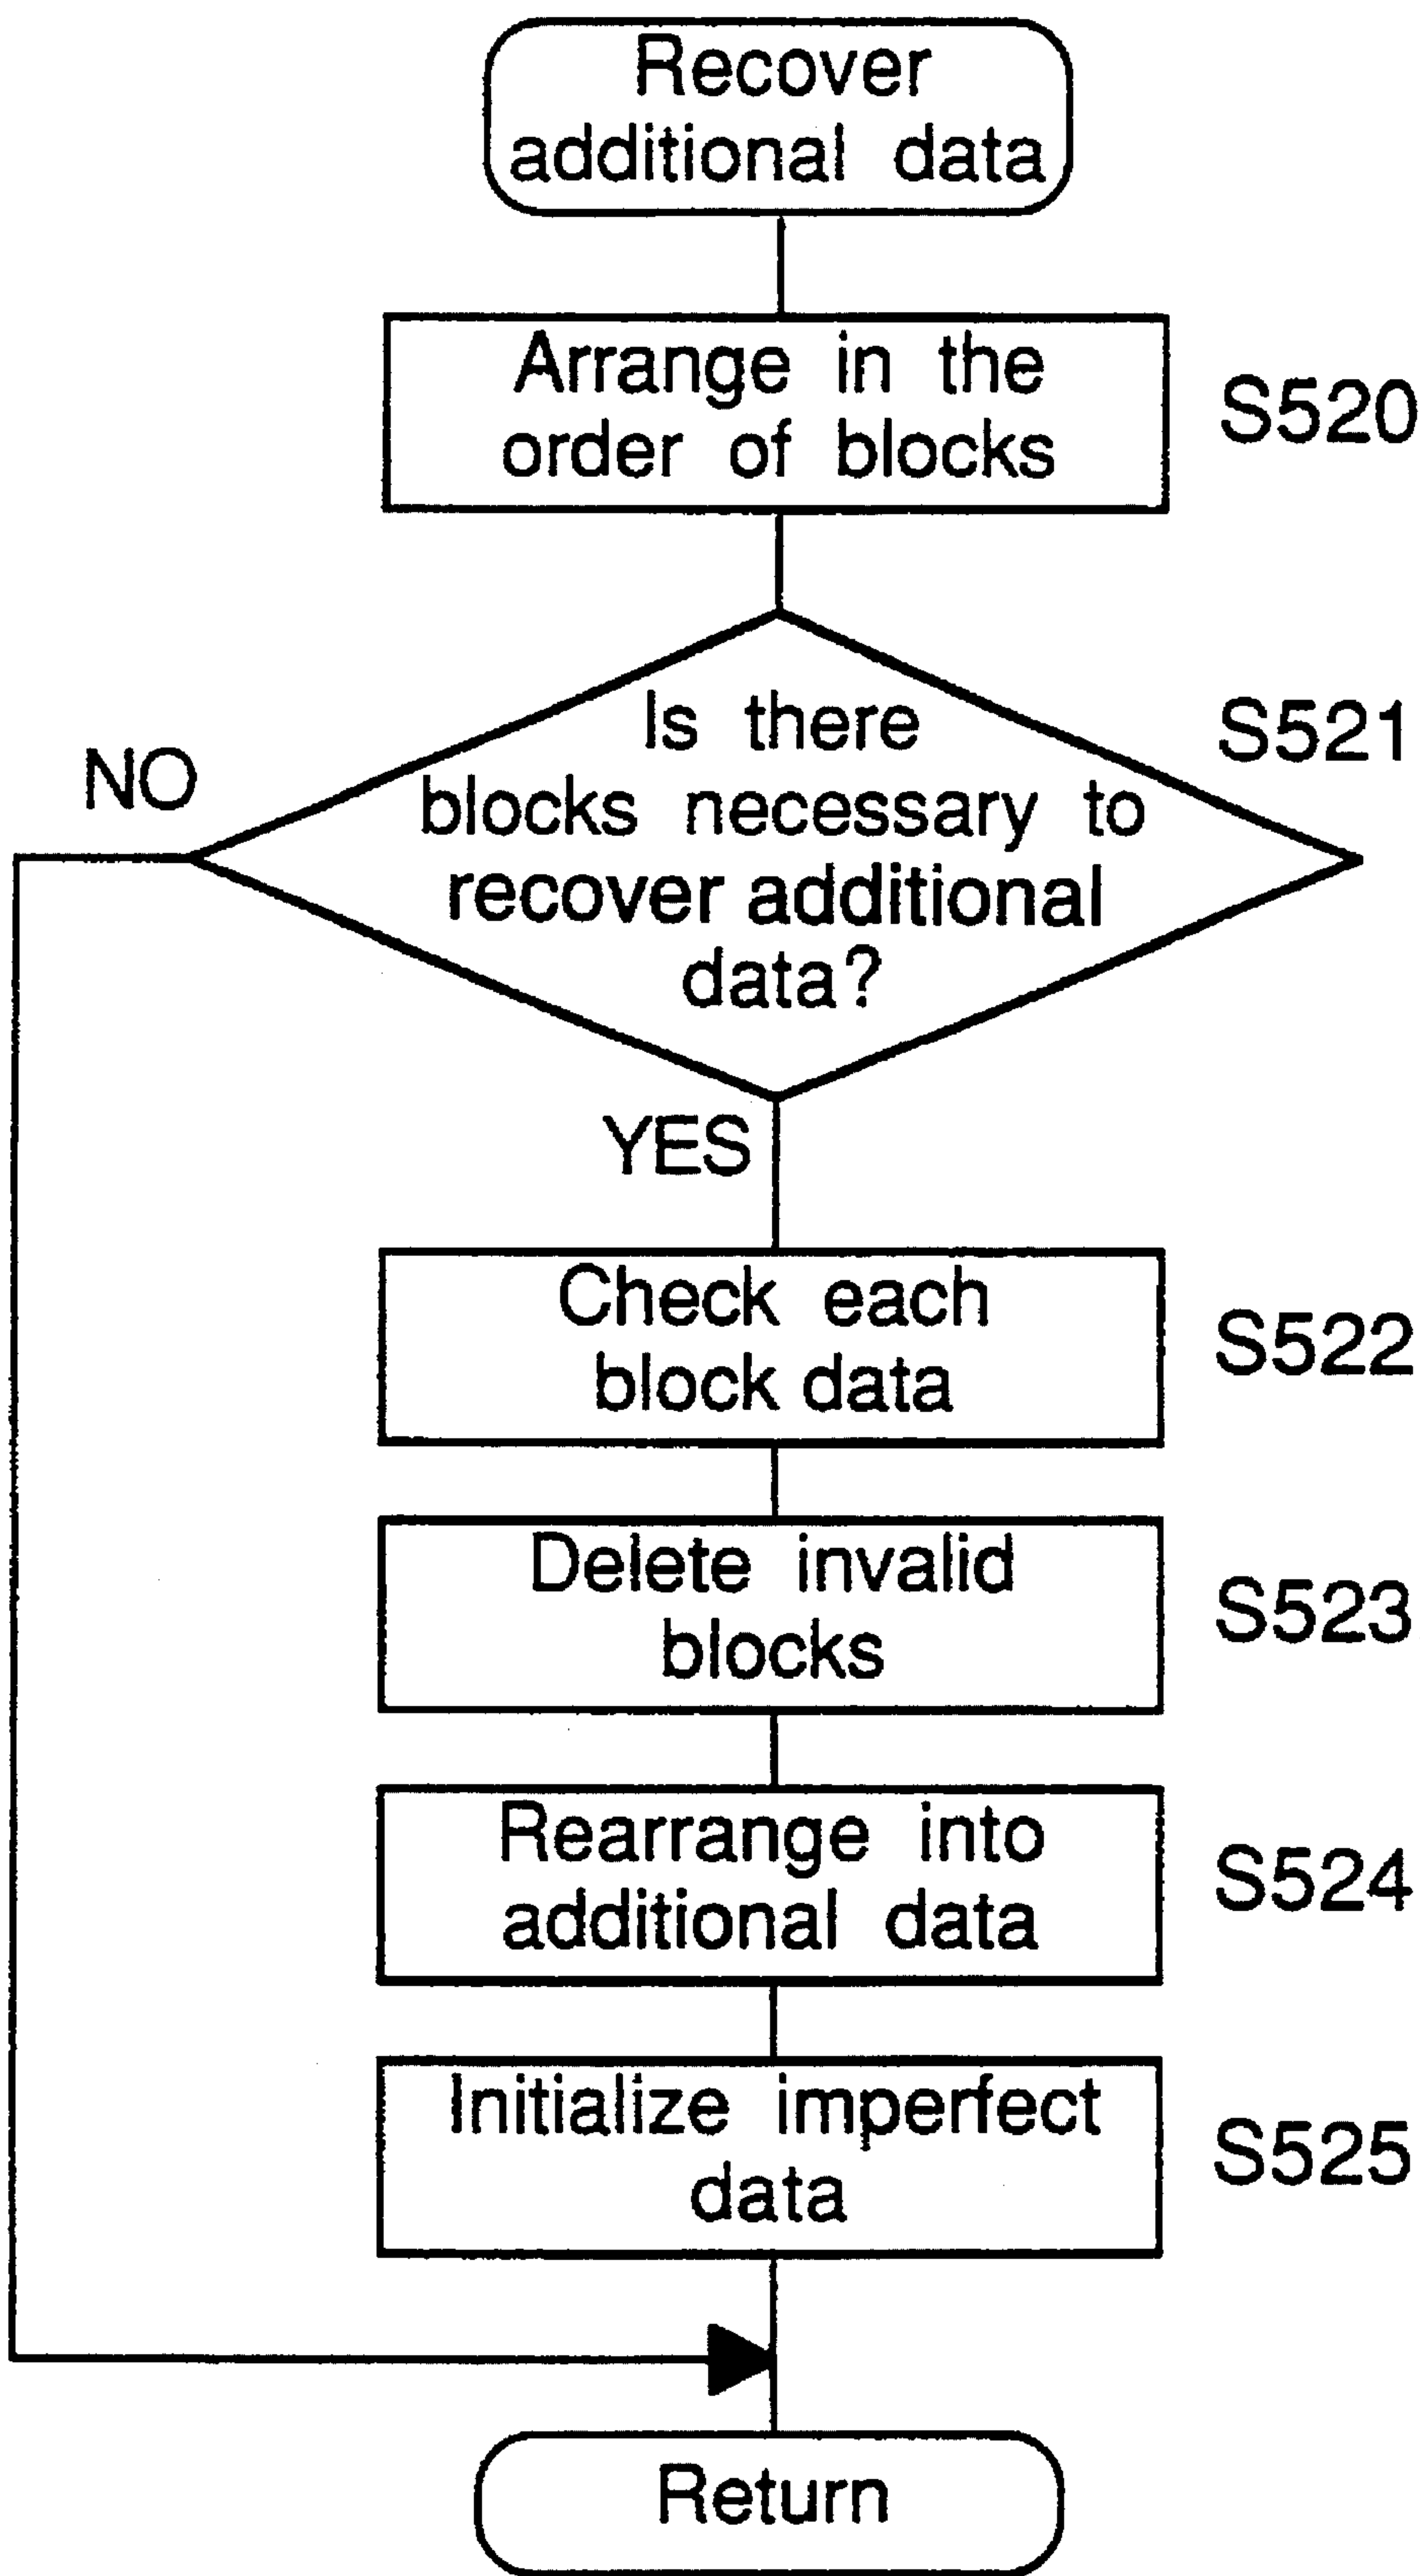 Recover
additional data
Arrange in the
order of blocks
S520
Is there
blocks necessary to
recover additional
data?
S521
NO
YES
Check each
block data
S522
Delete invalid
blocks
S523
Rearrange into
additional data
S524
Initialize imperfect
data
S525
Return